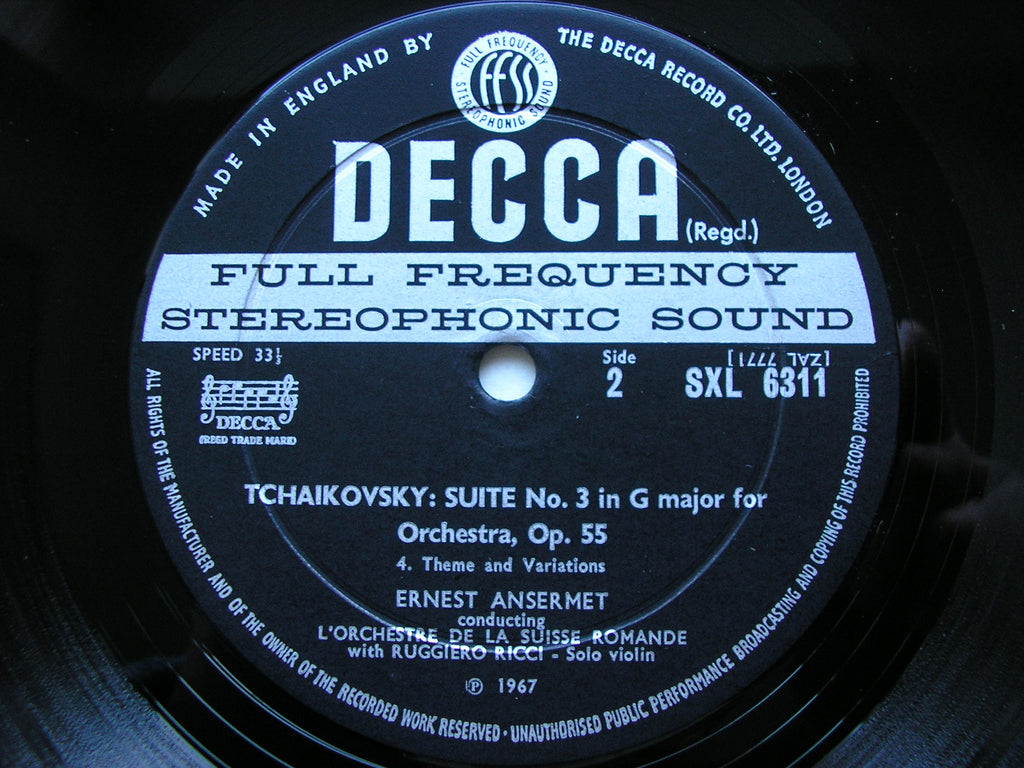 MADE IN ENGLAND BY
THE DECCA RECORD CO. LTD. LONDON
FULL FREQUENCY
FFSS
STEREOPHONIC SOUND
DECCA (Regd.)
FULL FREQUENCY
STEREOPHONIC SOUND
SPEED 33⅓
Side
2
[ZAL 7771]
SXL 6311
DECCA
(REGD TRADE MARK)
TCHAIKOVSKY: SUITE No. 3 in G major for
Orchestra, Op. 55
4. Theme and Variations
ERNEST ANSERMET
conducting
L'ORCHESTRE DE LA SUISSE ROMANDE
with RUGGIERO RICCI - Solo violin
℗ 1967
ALL RIGHTS OF THE MANUFACTURER AND OF THE OWNER OF THE RECORDED WORK RESERVED · UNAUTHORISED PUBLIC PERFORMANCE BROADCASTING AND COPYING OF THIS RECORD PROHIBITED